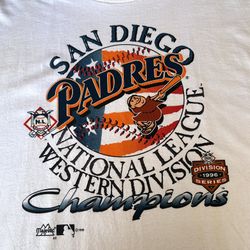 SAN DIEGO
PADRES
NATIONAL LEAGUE
WESTERN DIVISION
Champions
DIVISION
1996
SERIES